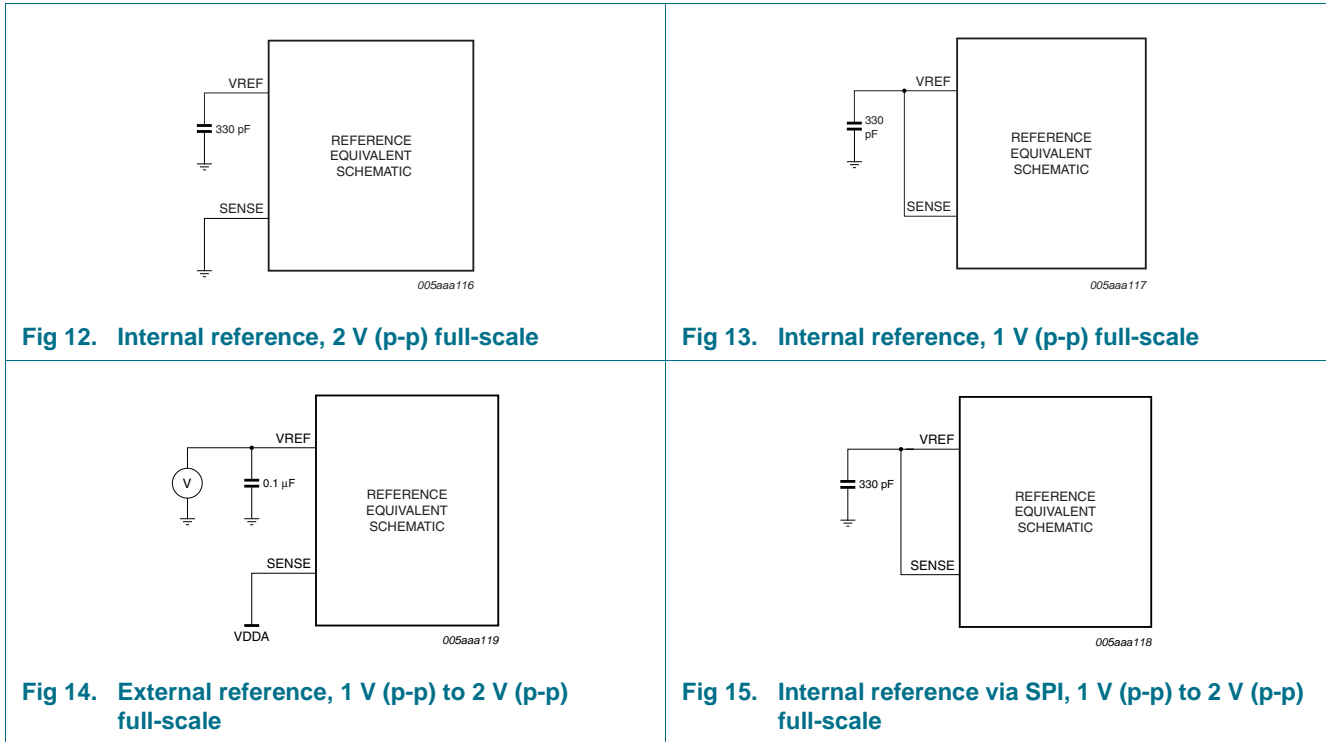 VREF
330 pF
REFERENCE
EQUIVALENT
SCHEMATIC
SENSE
005aaa116
Fig 12. Internal reference, 2 V (p-p) full-scale
VREF
330
pF
REFERENCE
EQUIVALENT
SCHEMATIC
SENSE
005aaa117
Fig 13. Internal reference, 1 V (p-p) full-scale
VREF
V
0.1 μF
REFERENCE
EQUIVALENT
SCHEMATIC
SENSE
VDDA
005aaa119
Fig 14. External reference, 1 V (p-p) to 2 V (p-p)
full-scale
VREF
330 pF
REFERENCE
EQUIVALENT
SCHEMATIC
SENSE
005aaa118
Fig 15. Internal reference via SPI, 1 V (p-p) to 2 V (p-p)
full-scale